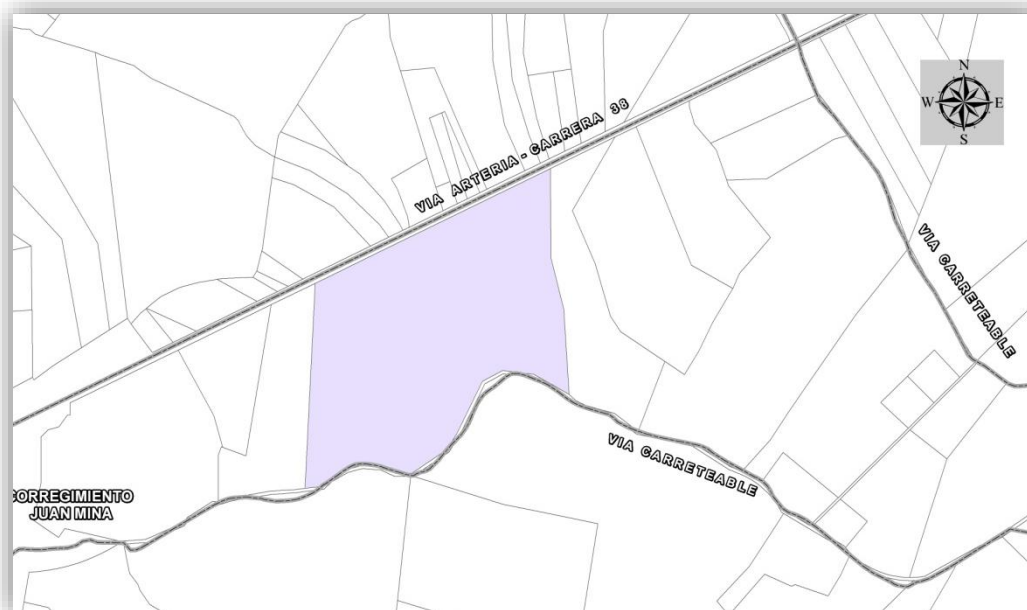 N
W E
S
VIA ARTERIA - CARRERA 38
VIA CARRETEABLE
VIA CARRETEABLE
CORREGIMIENTO
JUAN MINA